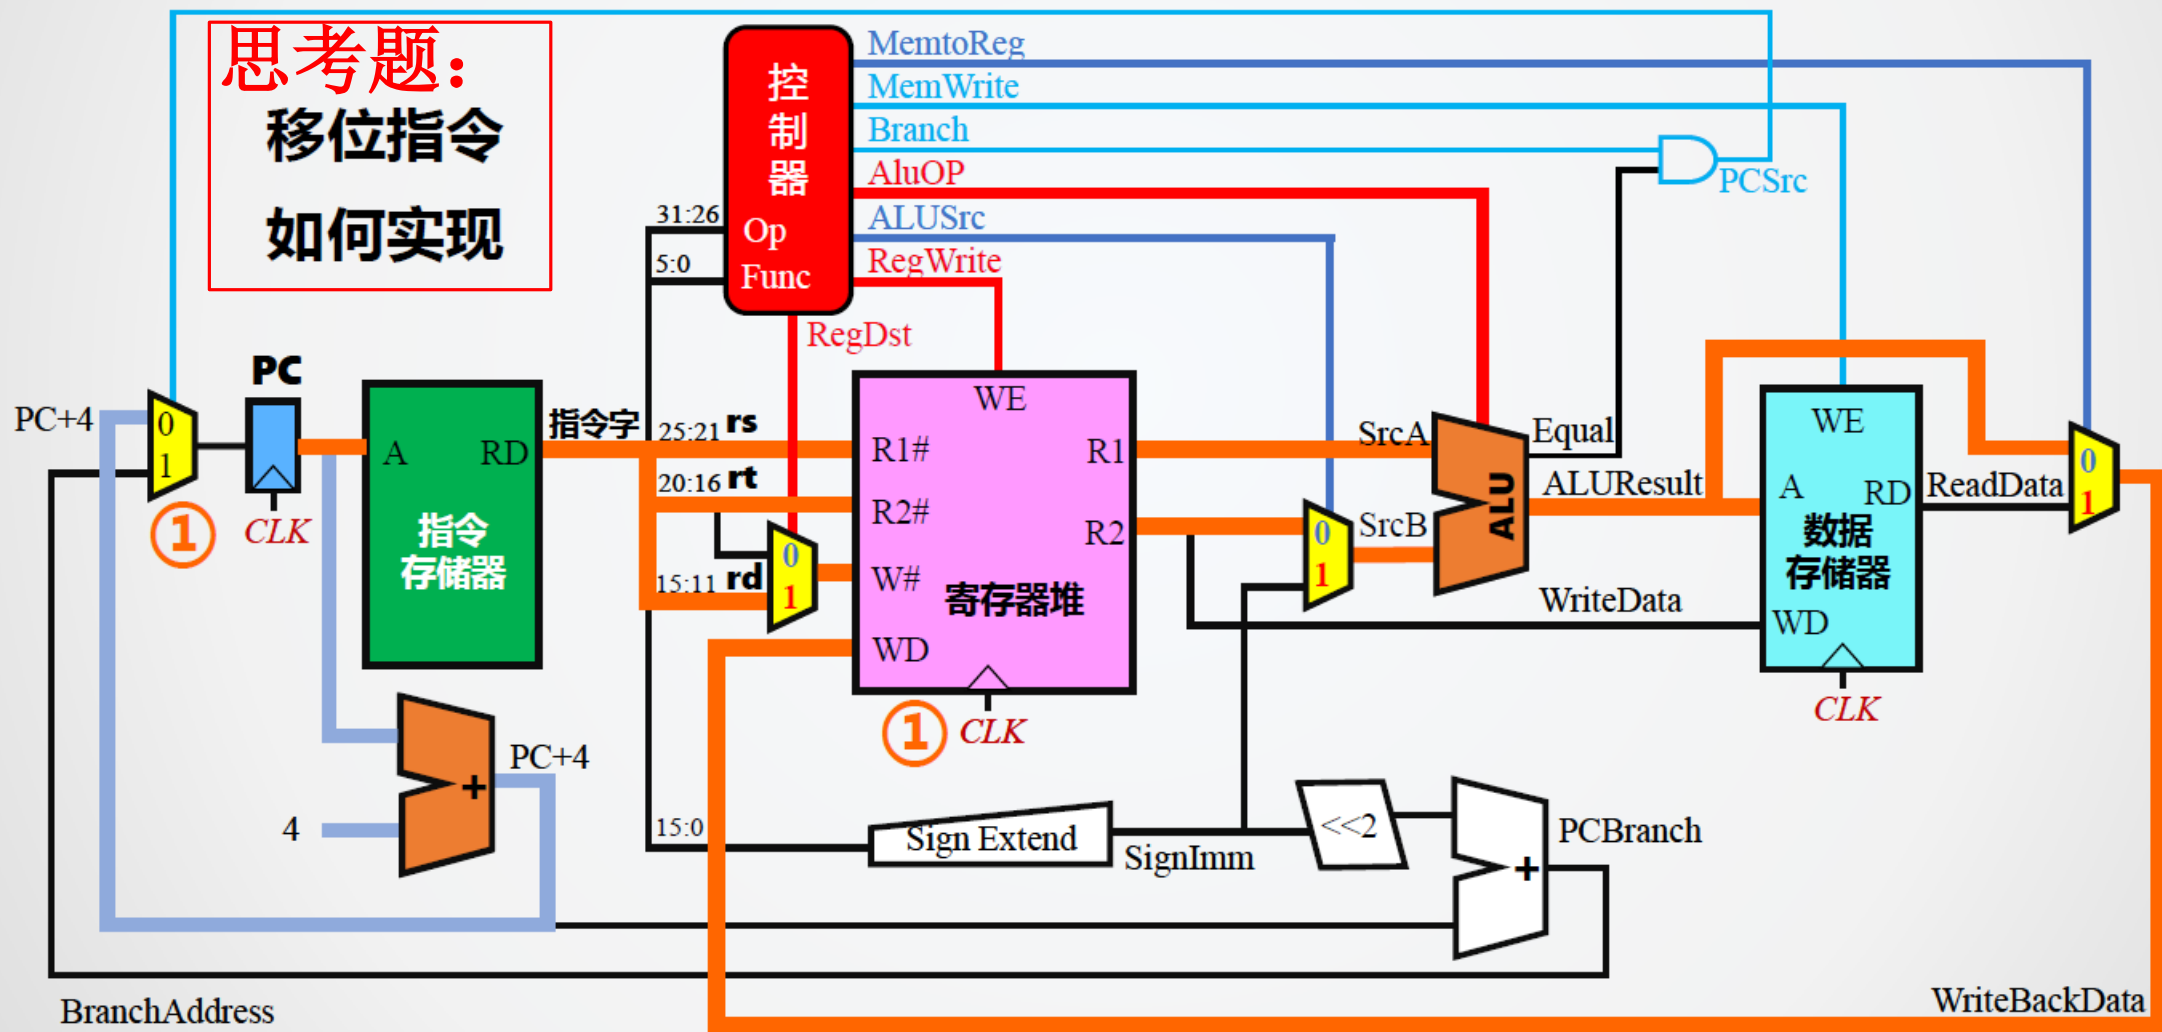 思考题：
移位指令
如何实现
控制器
Op
Func
31:26
5:0
MemtoReg
MemWrite
Branch
AluOP
ALUSrc
RegWrite
RegDst
PCSrc
PC+4
0
1
①
PC
CLK
A
RD
指令
存储器
指令字
25:21 rs
20:16 rt
15:11 rd
0
1
WE
R1#
R2#
W#
WD
R1
R2
寄存器堆
①
CLK
0
1
SrcA
SrcB
ALU
Equal
ALUResult
WriteData
WE
A
RD
数据
存储器
WD
CLK
ReadData
0
1
4
+
PC+4
15:0
Sign Extend
SignImm
<<2
+
PCBranch
BranchAddress
WriteBackData